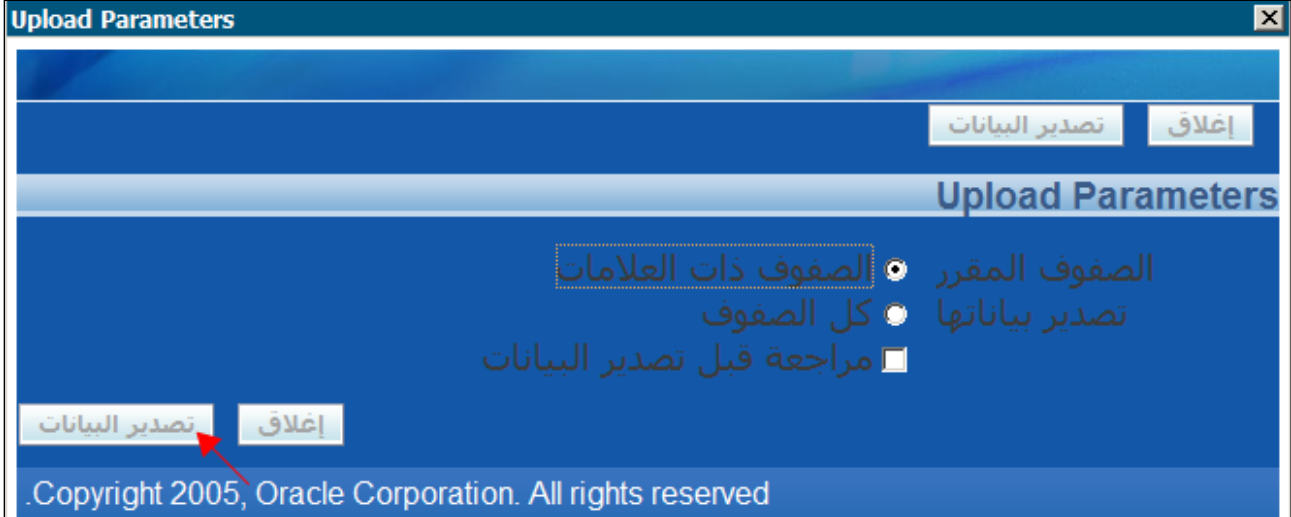 Upload Parameters
إغلاق تصدير البيانات
Upload Parameters
الصفوف المقرر الصفوف ذات العلامات
تصدير بياناتها كل الصفوف
مراجعة قبل تصدير البيانات
إغلاق تصدير البيانات
.Copyright 2005, Oracle Corporation. All rights reserved